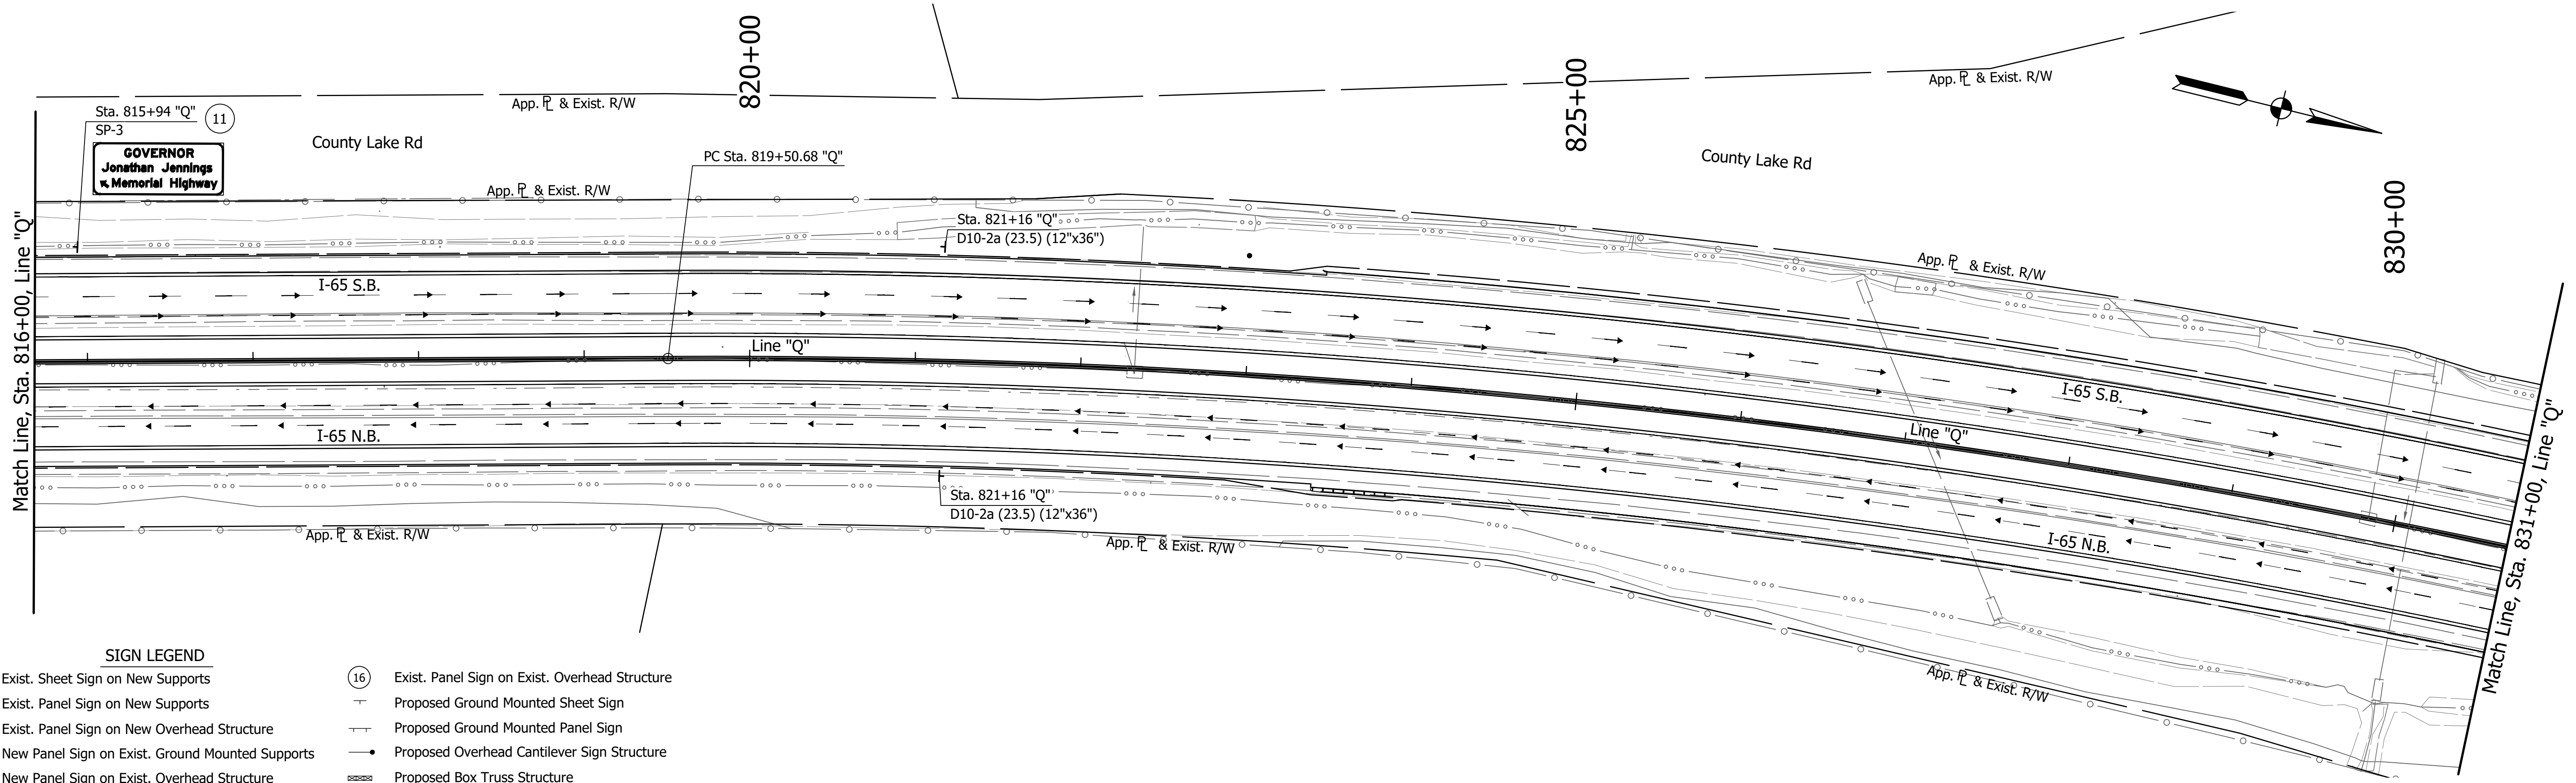 820+00
825+00
830+00
App. PL & Exist. R/W
App. PL & Exist. R/W
Sta. 815+94 "Q"
SP-3
11
GOVERNOR
Jonathan Jennings
Memorial Highway
County Lake Rd
PC Sta. 819+50.68 "Q"
County Lake Rd
App. PL & Exist. R/W
Sta. 821+16 "Q"
D10-2a (23.5) (12"x36")
App. PL & Exist. R/W
Match Line, Sta. 816+00, Line "Q"
I-65 S.B.
Line "Q"
I-65 S.B.
I-65 N.B.
Line "Q"
Sta. 821+16 "Q"
D10-2a (23.5) (12"x36")
I-65 N.B.
App. PL & Exist. R/W
App. PL & Exist. R/W
App. PL & Exist. R/W
Match Line, Sta. 831+00, Line "Q"
SIGN LEGEND
Exist. Sheet Sign on New Supports
Exist. Panel Sign on New Supports
Exist. Panel Sign on New Overhead Structure
New Panel Sign on Exist. Ground Mounted Supports
New Panel Sign on Exist. Overhead Structure
16 Exist. Panel Sign on Exist. Overhead Structure
Proposed Ground Mounted Sheet Sign
Proposed Ground Mounted Panel Sign
Proposed Overhead Cantilever Sign Structure
Proposed Box Truss Structure